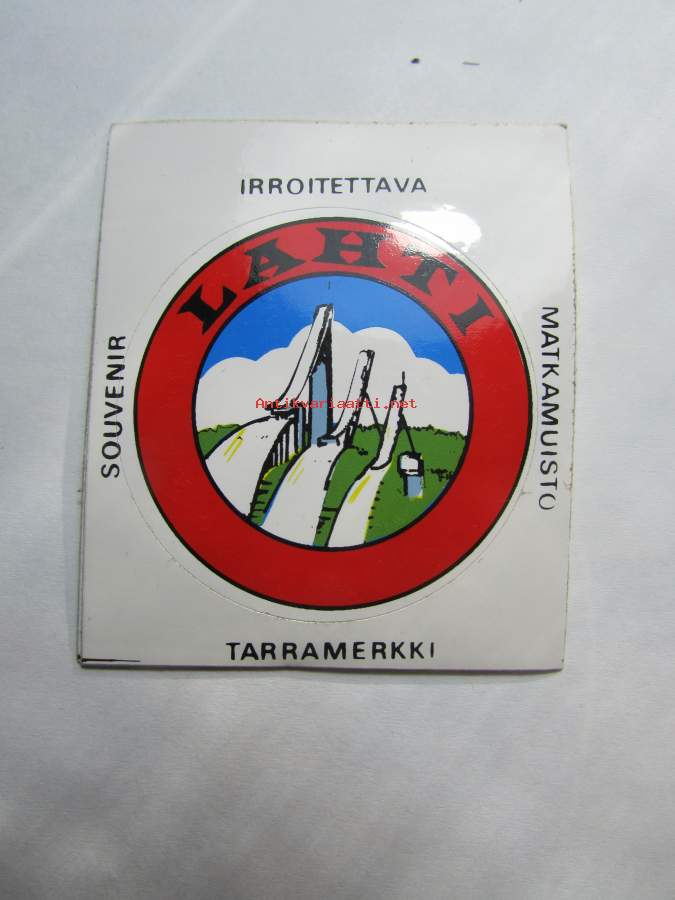 IRROITETTAVA
LAHTI
SOUVENIR
MATKAMUISTO
Antikvariaatti.net
TARRAMERKKI